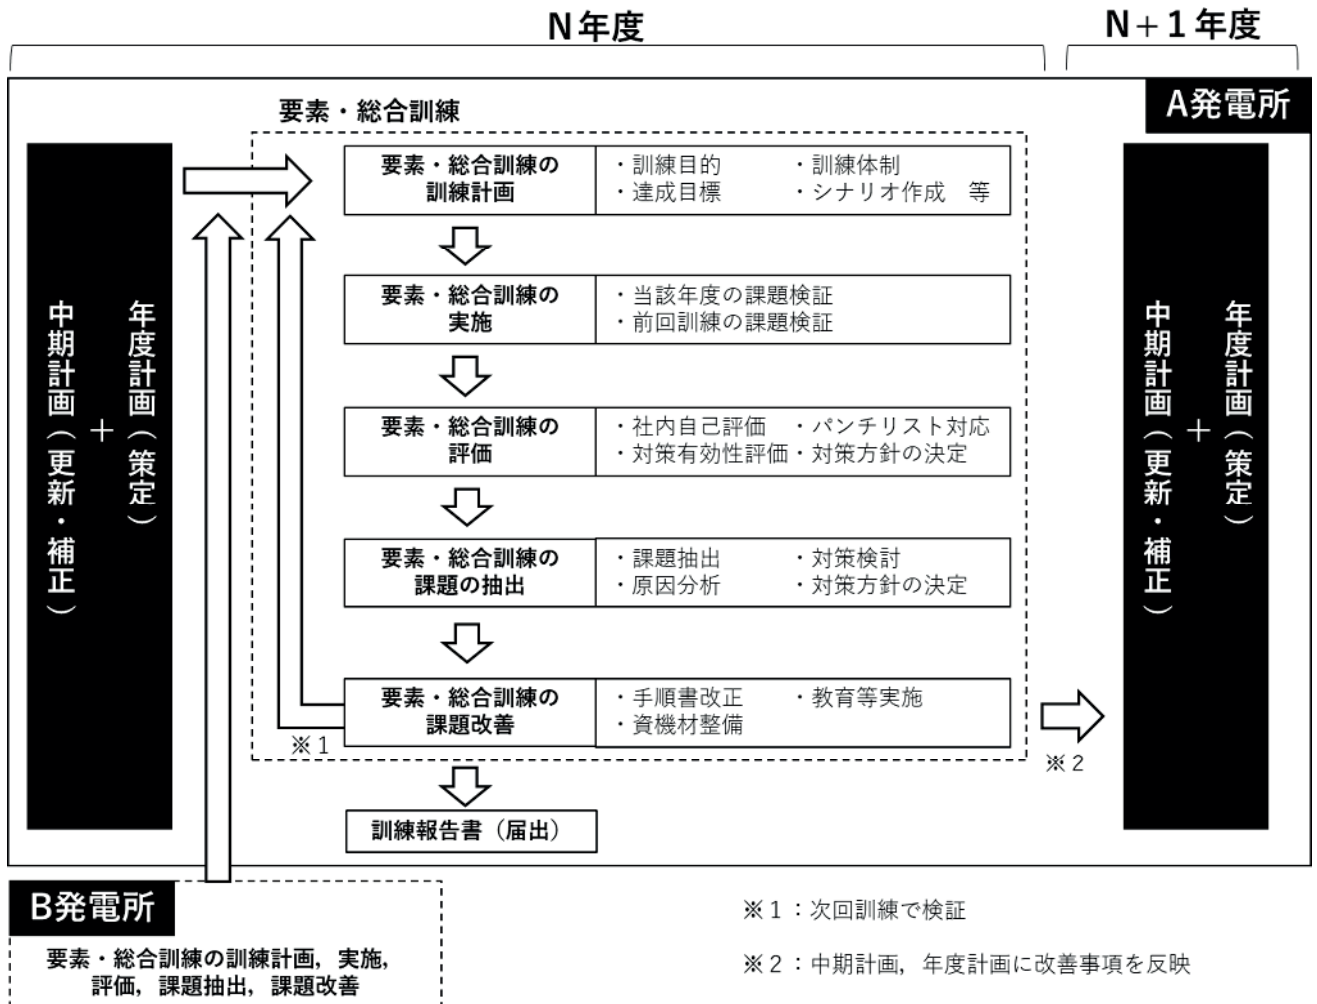 N年度
N+1年度
A発電所
要素・総合訓練
中期計画(更新・補正)
+
年度計画(策定)
要素・総合訓練の
訓練計画
・訓練目的 ・訓練体制
・達成目標 ・シナリオ作成 等
要素・総合訓練の
実施
・当該年度の課題検証
・前回訓練の課題検証
要素・総合訓練の
評価
・社内自己評価 ・パンチリスト対応
・対策有効性評価 ・対策方針の決定
要素・総合訓練の
課題の抽出
・課題抽出 ・対策検討
・原因分析 ・対策方針の決定
要素・総合訓練の
課題改善
・手順書改正 ・教育等実施
・資機材整備
※1
※2
訓練報告書(届出)
中期計画(更新・補正)
+
年度計画(策定)
B発電所
要素・総合訓練の訓練計画,実施,
評価,課題抽出,課題改善
※1:次回訓練で検証
※2:中期計画,年度計画に改善事項を反映